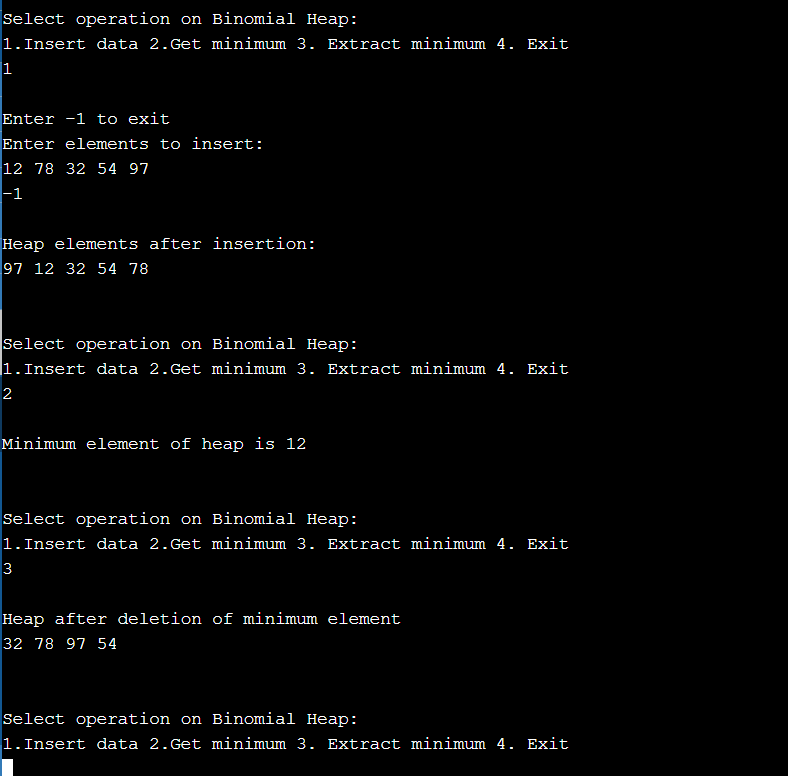 Select operation on Binomial Heap:
1.Insert data 2.Get minimum 3. Extract minimum 4. Exit
1
Enter -1 to exit
Enter elements to insert:
12 78 32 54 97
-1
Heap elements after insertion:
97 12 32 54 78
Select operation on Binomial Heap:
1.Insert data 2.Get minimum 3. Extract minimum 4. Exit
2
Minimum element of heap is 12
Select operation on Binomial Heap:
1.Insert data 2.Get minimum 3. Extract minimum 4. Exit
3
Heap after deletion of minimum element
32 78 97 54
Select operation on Binomial Heap:
1.Insert data 2.Get minimum 3. Extract minimum 4. Exit